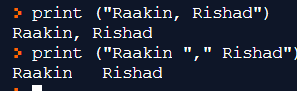 > print ("Raakin, Rishad")
Raakin, Rishad
> print ("Raakin "," Rishad")
Raakin   Rishad
>